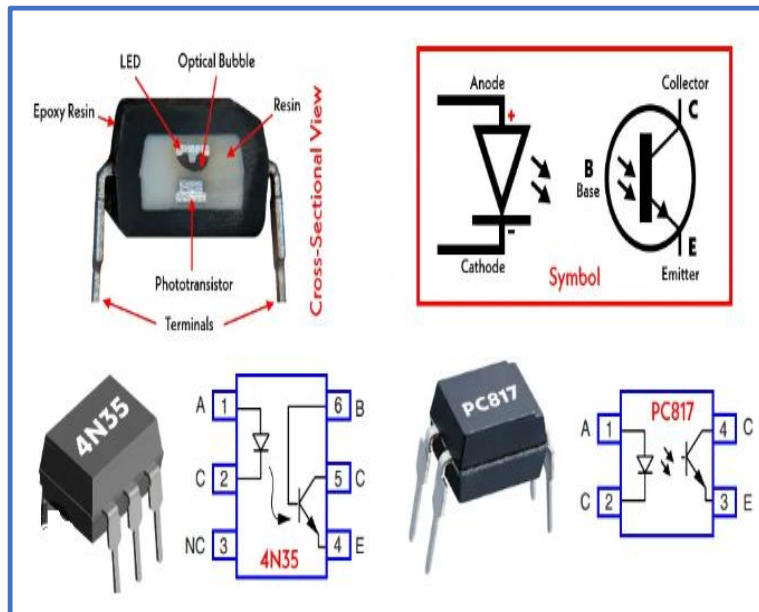 LED
Optical Bubble
Epoxy Resin
Resin
Cross-Sectional View
Phototransistor
Terminals
Anode
+
Collector
C
B
Base
-
E
Cathode
Emitter
Symbol
4N35
A 1
6 B
C 2
5 C
NC 3
4 E
4N35
PC817
PC817
A 1
4 C
C 2
3 E